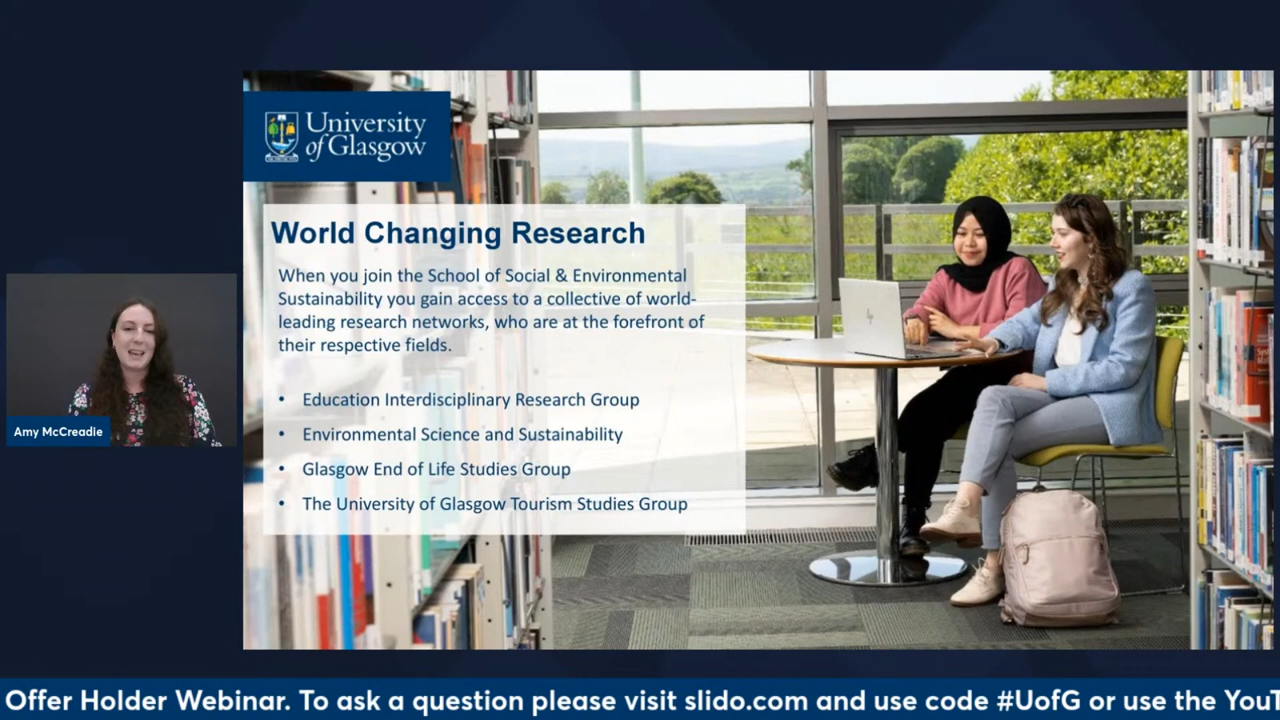 University
of Glasgow
World Changing Research
When you join the School of Social & Environmental
Sustainability you gain access to a collective of world-
leading research networks, who are at the forefront of
their respective fields.
• Education Interdisciplinary Research Group
• Environmental Science and Sustainability
• Glasgow End of Life Studies Group
• The University of Glasgow Tourism Studies Group
Amy McCreadie
Offer Holder Webinar. To ask a question please visit slido.com and use code #UofG or use the YouT